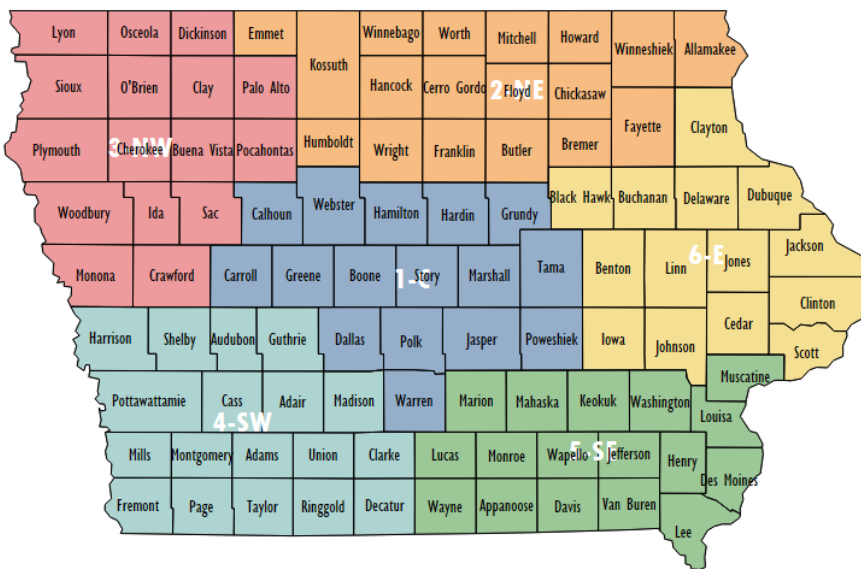 Lyon Osceola Dickinson Emmet Winnebago Worth Mitchell Howard Winneshiek Allamakee
Kossuth
Sioux O'Brien Clay Palo Alto Hancock Cerro Gordo Floyd Chickasaw
2-NE
Fayette Clayton
Plymouth Cherokee Buena Vista Pocahontas Humboldt Wright Franklin Butler Bremer
3-NW
Woodbury Ida Sac Calhoun Webster Hamilton Hardin Grundy Black Hawk Buchanan Delaware Dubuque
Monona Crawford Carroll Greene Boone Story Marshall Tama Benton Linn Jones Jackson
1-C
6-E
Clinton
Harrison Shelby Audubon Guthrie Dallas Polk Jasper Poweshiek Iowa Johnson Cedar Scott
Muscatine
Pottawattamie Cass Adair Madison Warren Marion Mahaska Keokuk Washington Louisa
4-SW
5-SE
Mills Montgomery Adams Union Clarke Lucas Monroe Wapello Jefferson Henry Des Moines
Fremont Page Taylor Ringgold Decatur Wayne Appanoose Davis Van Buren Lee